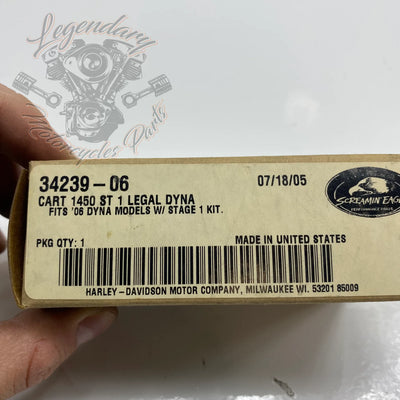 Legendary
Motorcycles Parts
34239-06
07/18/05
CART 1450 ST 1 LEGAL DYNA
FITS '06 DYNA MODELS W/ STAGE 1 KIT.
SCREAMIN' EAGLE
PKG QTY: 1
MADE IN UNITED STATES
HARLEY-DAVIDSON MOTOR COMPANY, MILWAUKEE WI. 53201 85009